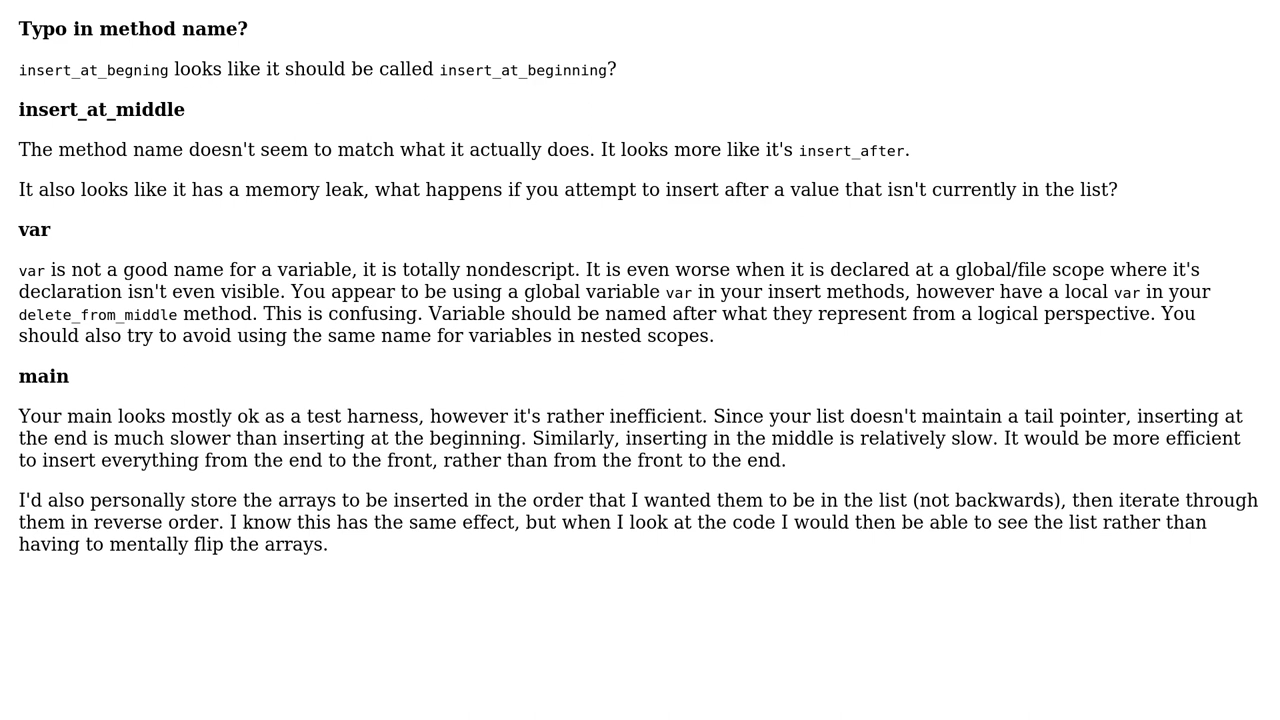 Typo in method name?
insert_at_begning looks like it should be called insert_at_beginning?
insert_at_middle
The method name doesn't seem to match what it actually does. It looks more like it's insert_after.
It also looks like it has a memory leak, what happens if you attempt to insert after a value that isn't currently in the list?
var
var is not a good name for a variable, it is totally nondescript. It is even worse when it is declared at a global/file scope where it's
declaration isn't even visible. You appear to be using a global variable var in your insert methods, however have a local var in your
delete_from_middle method. This is confusing. Variable should be named after what they represent from a logical perspective. You
should also try to avoid using the same name for variables in nested scopes.
main
Your main looks mostly ok as a test harness, however it's rather inefficient. Since your list doesn't maintain a tail pointer, inserting at
the end is much slower than inserting at the beginning. Similarly, inserting in the middle is relatively slow. It would be more efficient
to insert everything from the end to the front, rather than from the front to the end.
I'd also personally store the arrays to be inserted in the order that I wanted them to be in the list (not backwards), then iterate through
them in reverse order. I know this has the same effect, but when I look at the code I would then be able to see the list rather than
having to mentally flip the arrays.